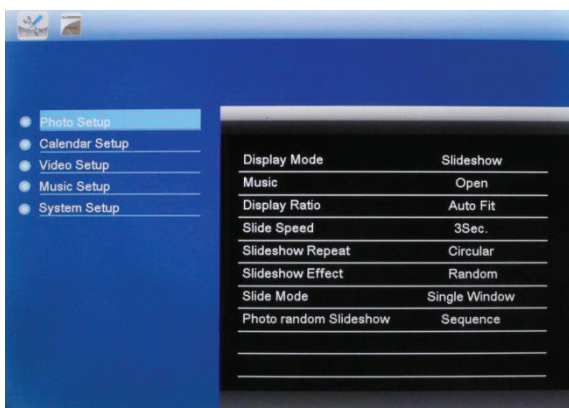 Photo Setup
Calendar Setup
Video Setup
Music Setup
System Setup
Display Mode Slideshow
Music Open
Display Ratio Auto Fit
Slide Speed 3Sec.
Slideshow Repeat Circular
Slideshow Effect Random
Slide Mode Single Window
Photo random Slideshow Sequence